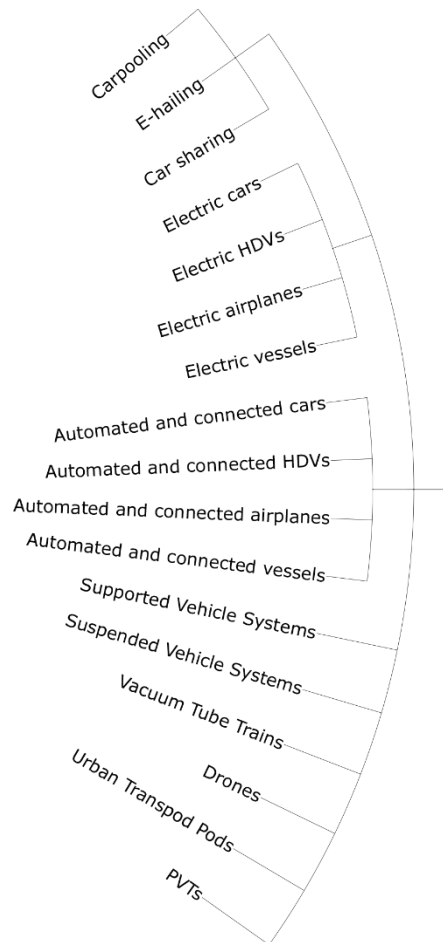 Carpooling
E-hailing
Car sharing
Electric cars
Electric HDVs
Electric airplanes
Electric vessels
Automated and connected cars
Automated and connected HDVs
Automated and connected airplanes
Automated and connected vessels
Supported Vehicle Systems
Suspended Vehicle Systems
Vacuum Tube Trains
Drones
Urban Transpod Pods
PVTs